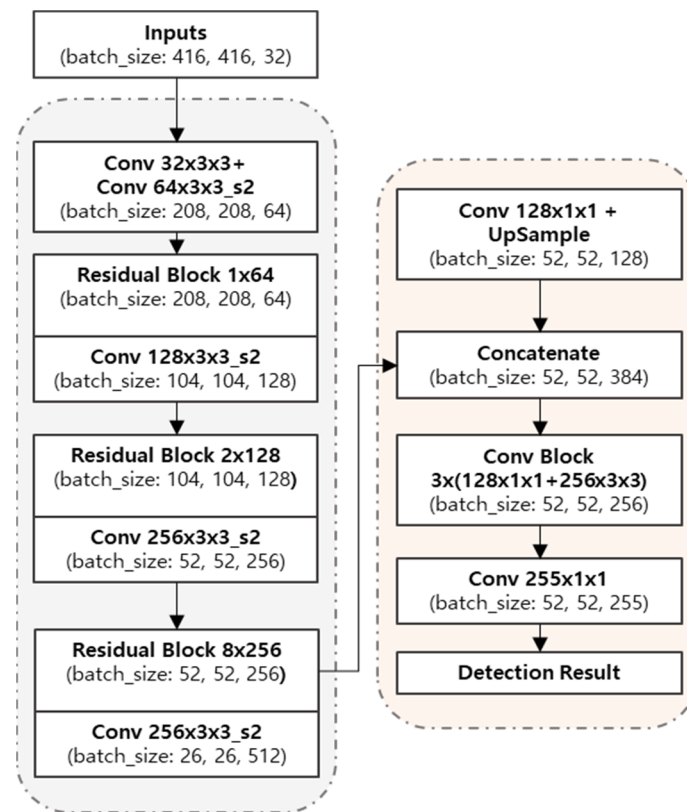 Inputs
(batch_size: 416, 416, 32)
Conv 32x3x3+
Conv 64x3x3_s2
(batch_size: 208, 208, 64)
Residual Block 1x64
(batch_size: 208, 208, 64)
Conv 128x3x3_s2
(batch_size: 104, 104, 128)
Residual Block 2x128
(batch_size: 104, 104, 128)
Conv 256x3x3_s2
(batch_size: 52, 52, 256)
Residual Block 8x256
(batch_size: 52, 52, 256)
Conv 256x3x3_s2
(batch_size: 26, 26, 512)
Conv 128x1x1 +
UpSample
(batch_size: 52, 52, 128)
Concatenate
(batch_size: 52, 52, 384)
Conv Block
3x(128x1x1+256x3x3)
(batch_size: 52, 52, 256)
Conv 255x1x1
(batch_size: 52, 52, 255)
Detection Result